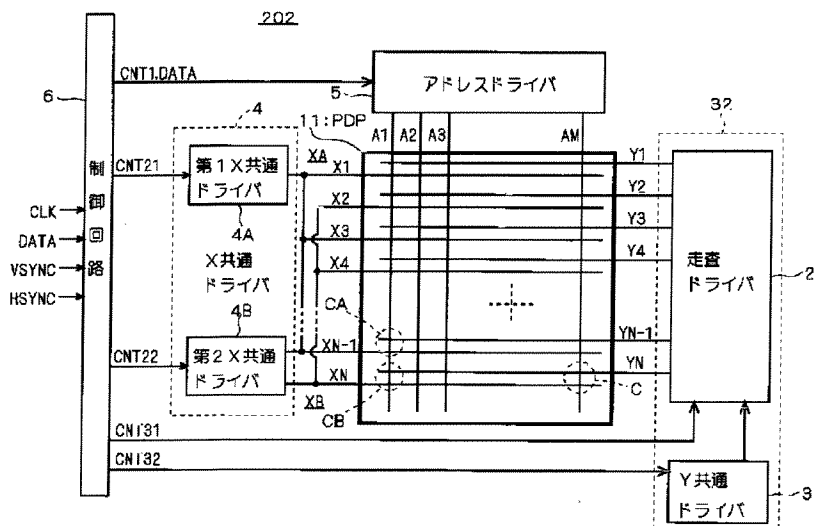 202
CNT1,DATA
アドレスドライバ
5
6
4
11:PDP
A1 A2 A3 AM
32
制御回路
CNT21
第1X共通
ドライバ
4A
XA
X1
X2
X3
X4
Y1
Y2
Y3
Y4
CLK
DATA
VSYNC
HSYNC
X共通
ドライバ
走査
ドライバ
2
4B
CA
CNT22
第2X共通
ドライバ
XN-1
XN
YN-1
YN
XB
CB
C
CNT31
CNT32
Y共通
ドライバ
3